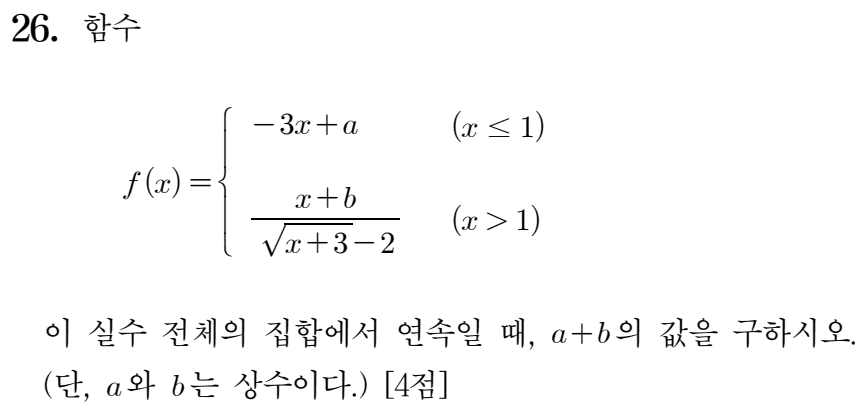 26. 함수
f(x) = { -3x+a (x ≤ 1)
(x+b)/(√(x+3)-2) (x > 1)
이 실수 전체의 집합에서 연속일 때, a+b의 값을 구하시오.
(단, a와 b는 상수이다.) [4점]